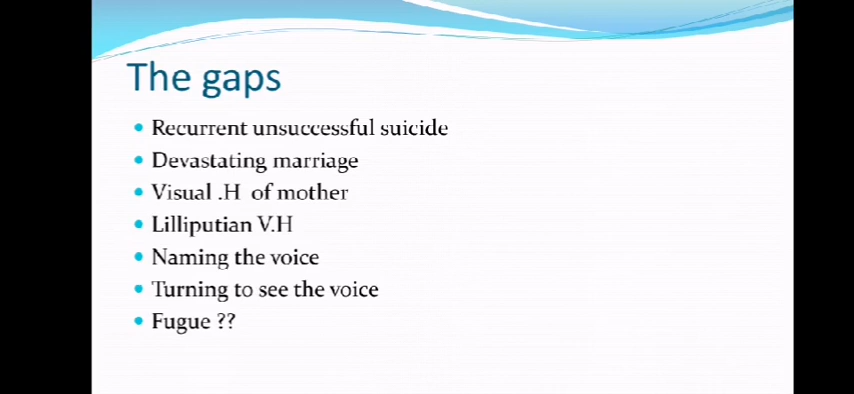 The gaps
• Recurrent unsuccessful suicide
• Devastating marriage
• Visual .H of mother
• Lilliputian V.H
• Naming the voice
• Turning to see the voice
• Fugue ??